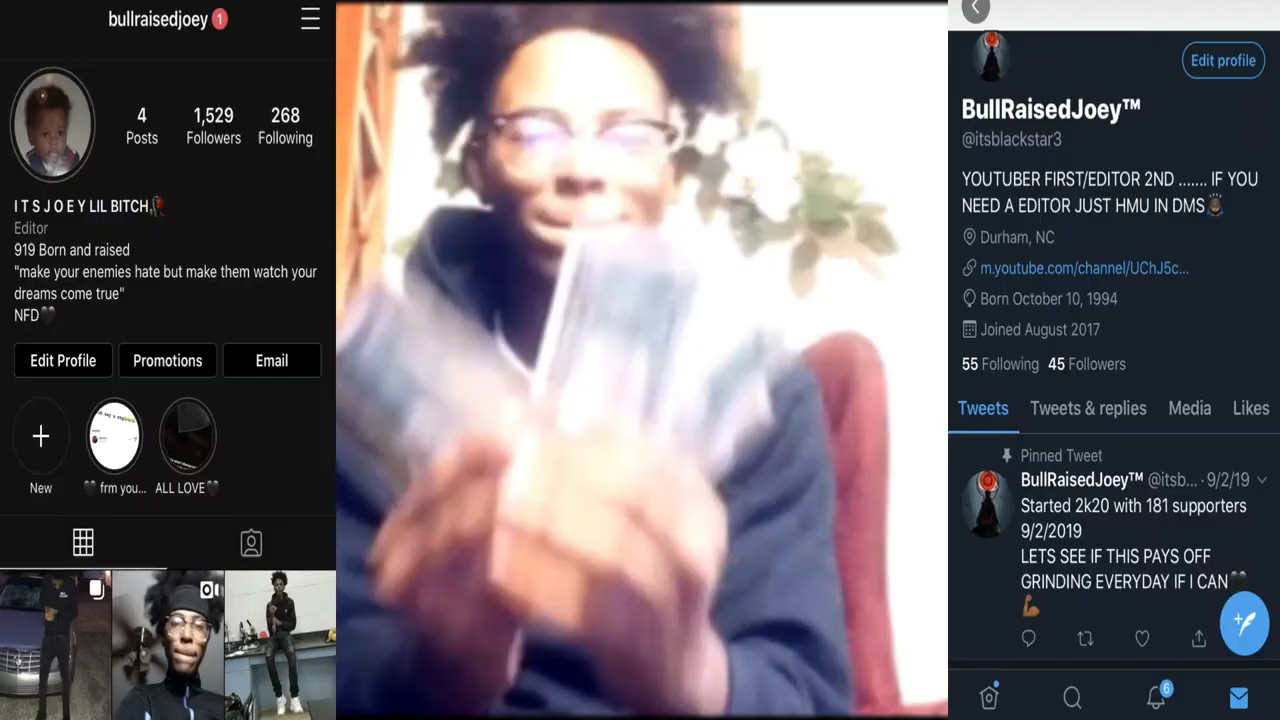 bullraisedjoey 1
4 1,529 268
Posts Followers Following
I T S J O E Y LIL BITCH🥀
Editor
919 Born and raised
"make your enemies hate but make them watch your
dreams come true"
NFD🖤
Edit Profile Promotions Email
New 🖤 frm you... ALL LOVE🖤
Edit profile
BullRaisedJoey™
@itsblackstar3
YOUTUBER FIRST/EDITOR 2ND ....... IF YOU
NEED A EDITOR JUST HMU IN DMS
Durham, NC
m.youtube.com/channel/UChJ5c...
Born October 10, 1994
Joined August 2017
55 Following 45 Followers
Tweets Tweets & replies Media Likes
Pinned Tweet
BullRaisedJoey™ @itsb... · 9/2/19
Started 2k20 with 181 supporters
9/2/2019
LETS SEE IF THIS PAYS OFF
GRINDING EVERYDAY IF I CAN🖤
💪🏾
6